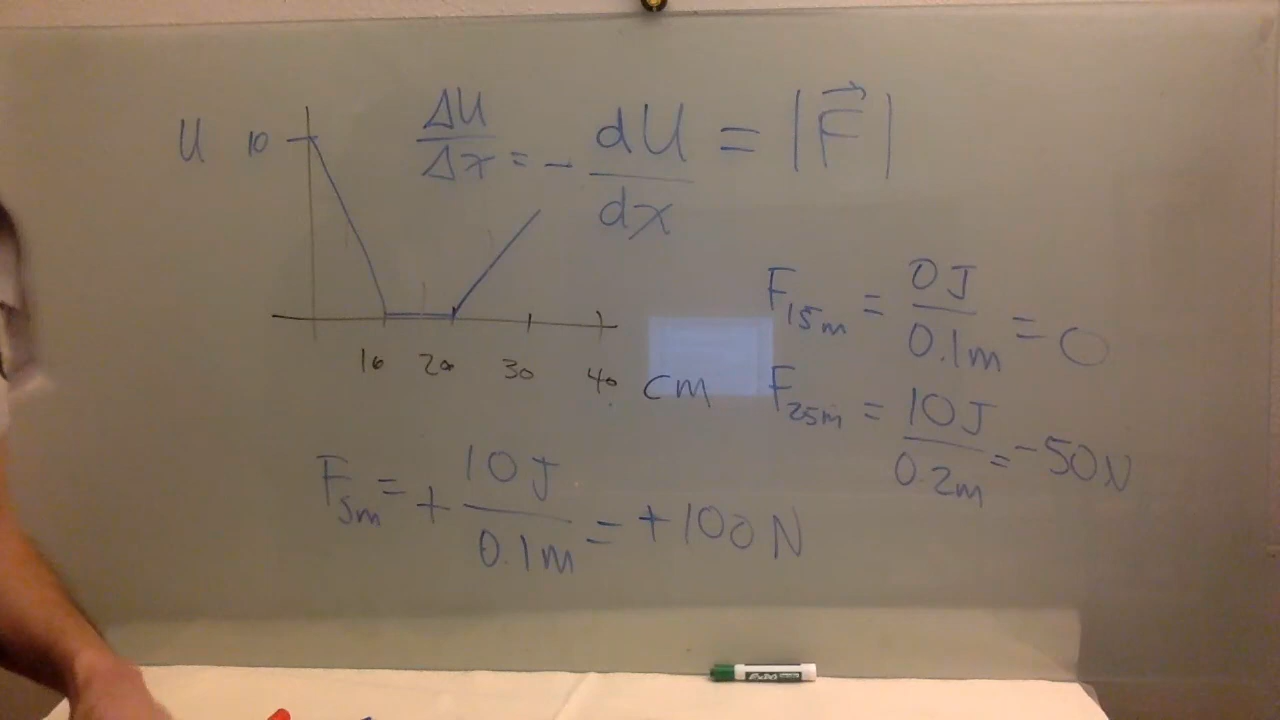 U 10
ΔU/Δx = - dU/dx = |F⃗|
10 20 30 40 cm
F₁₅ₘ = 0J/0.1m = 0
F₂₅ₘ = 10J/0.2m = -50N
F₅ₘ = + 10J/0.1m = +100N